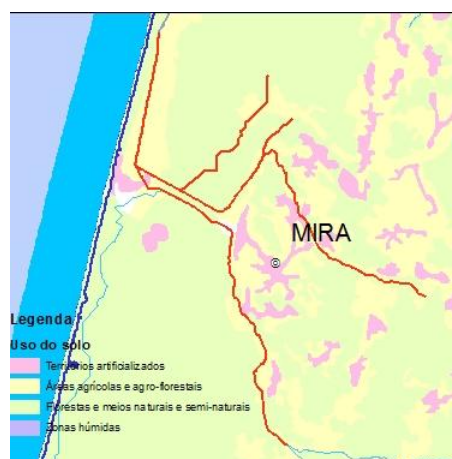 MIRA
©
Legenda
Uso do solo
Territórios artificializados
Áreas agrícolas e agro-florestais
Florestas e meios naturais e semi-naturais
Zonas húmidas